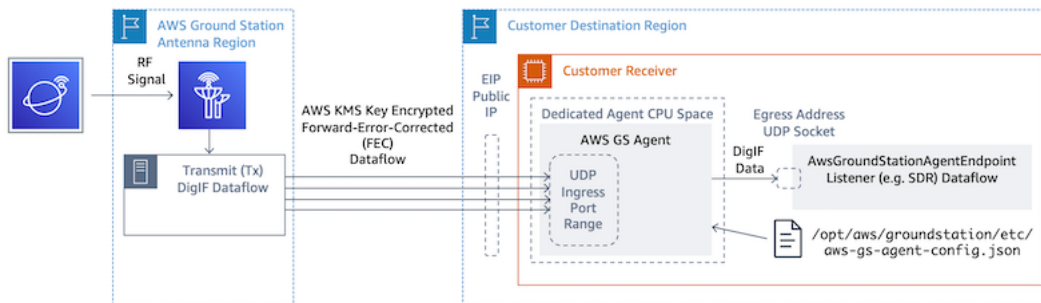 AWS Ground Station
Antenna Region
RF
Signal
Transmit (Tx)
DigIF Dataflow
AWS KMS Key Encrypted
Forward-Error-Corrected
(FEC)
Dataflow
Customer Destination Region
EIP
Public
IP
Customer Receiver
Dedicated Agent CPU Space
AWS GS Agent
UDP
Ingress
Port
Range
DigIF
Data
Egress Address
UDP Socket
AwsGroundStationAgentEndpoint
Listener (e.g. SDR) Dataflow
/opt/aws/groundstation/etc/
aws-gs-agent-config.json